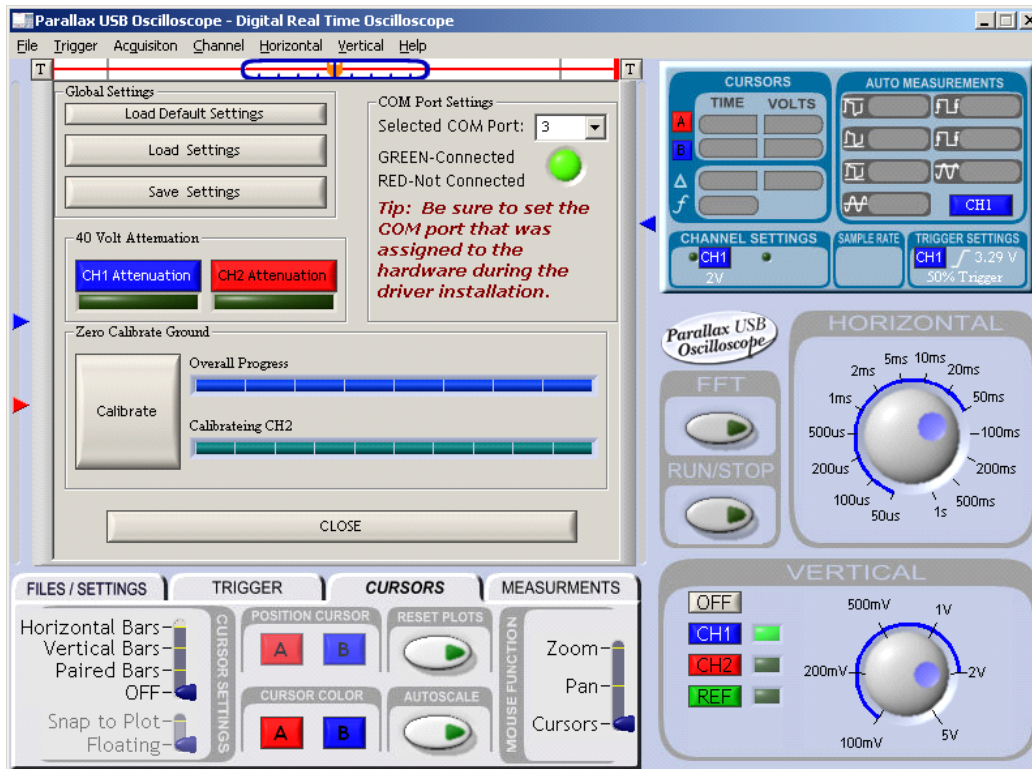 Parallax USB Oscilloscope - Digital Real Time Oscilloscope
File Trigger Acquisiton Channel Horizontal Vertical Help
T
T
Global Settings
Load Default Settings
Load Settings
Save Settings
COM Port Settings
Selected COM Port: 3
GREEN-Connected
RED-Not Connected
Tip: Be sure to set the
COM port that was
assigned to the
hardware during the
driver installation.
40 Volt Attenuation
CH1 Attenuation
CH2 Attenuation
Zero Calibrate Ground
Calibrate
Overall Progress
Calibrateing CH2
CLOSE
CURSORS
TIME VOLTS
A
B
Δ
f
AUTO MEASUREMENTS
CH1
CHANNEL SETTINGS
CH1
2V
SAMPLE RATE
TRIGGER SETTINGS
CH1 3.29 V
50% Trigger
Parallax USB
Oscilloscope
FFT
RUN/STOP
HORIZONTAL
50us
100us
200us
500us
1ms
2ms
5ms
10ms
20ms
50ms
100ms
200ms
500ms
1s
FILES / SETTINGS
TRIGGER
CURSORS
MEASURMENTS
Horizontal Bars
Vertical Bars
Paired Bars
OFF
Snap to Plot
Floating
CURSOR SETTINGS
POSITION CURSOR
A B
CURSOR COLOR
A B
RESET PLOTS
AUTOSCALE
MOUSE FUNCTION
Zoom
Pan
Cursors
VERTICAL
OFF
CH1
CH2
REF
100mV
200mV
500mV
1V
2V
5V